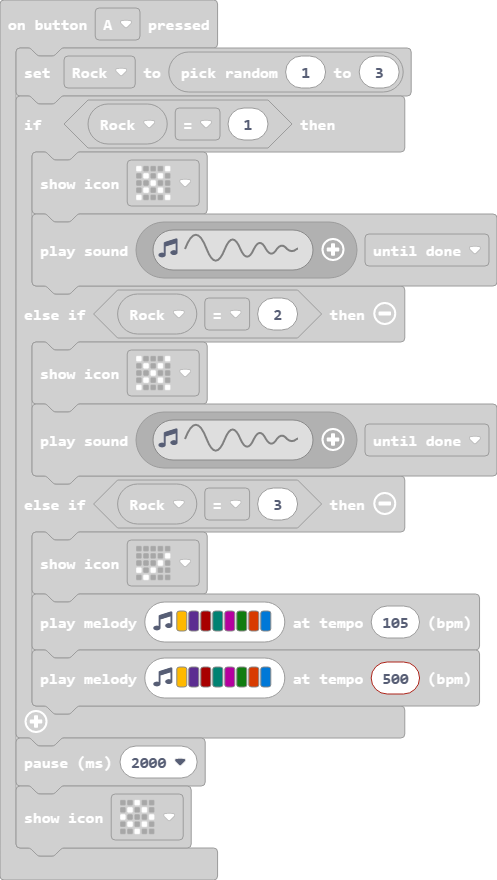 on button A pressed
set Rock to pick random 1 to 3
if Rock = 1 then
show icon
play sound until done
else if Rock = 2 then
show icon
play sound until done
else if Rock = 3 then
show icon
play melody at tempo 105 (bpm)
play melody at tempo 500 (bpm)
pause (ms) 2000
show icon